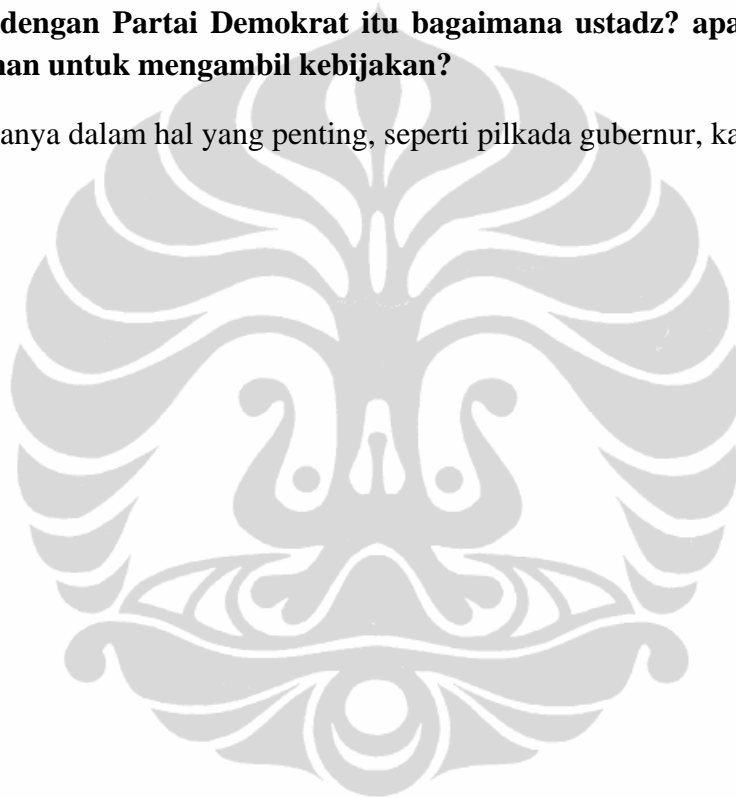 dengan Partai Demokrat itu bagaimana ustadz? apa
nan untuk mengambil kebijakan?
anya dalam hal yang penting, seperti pilkada gubernur, ka